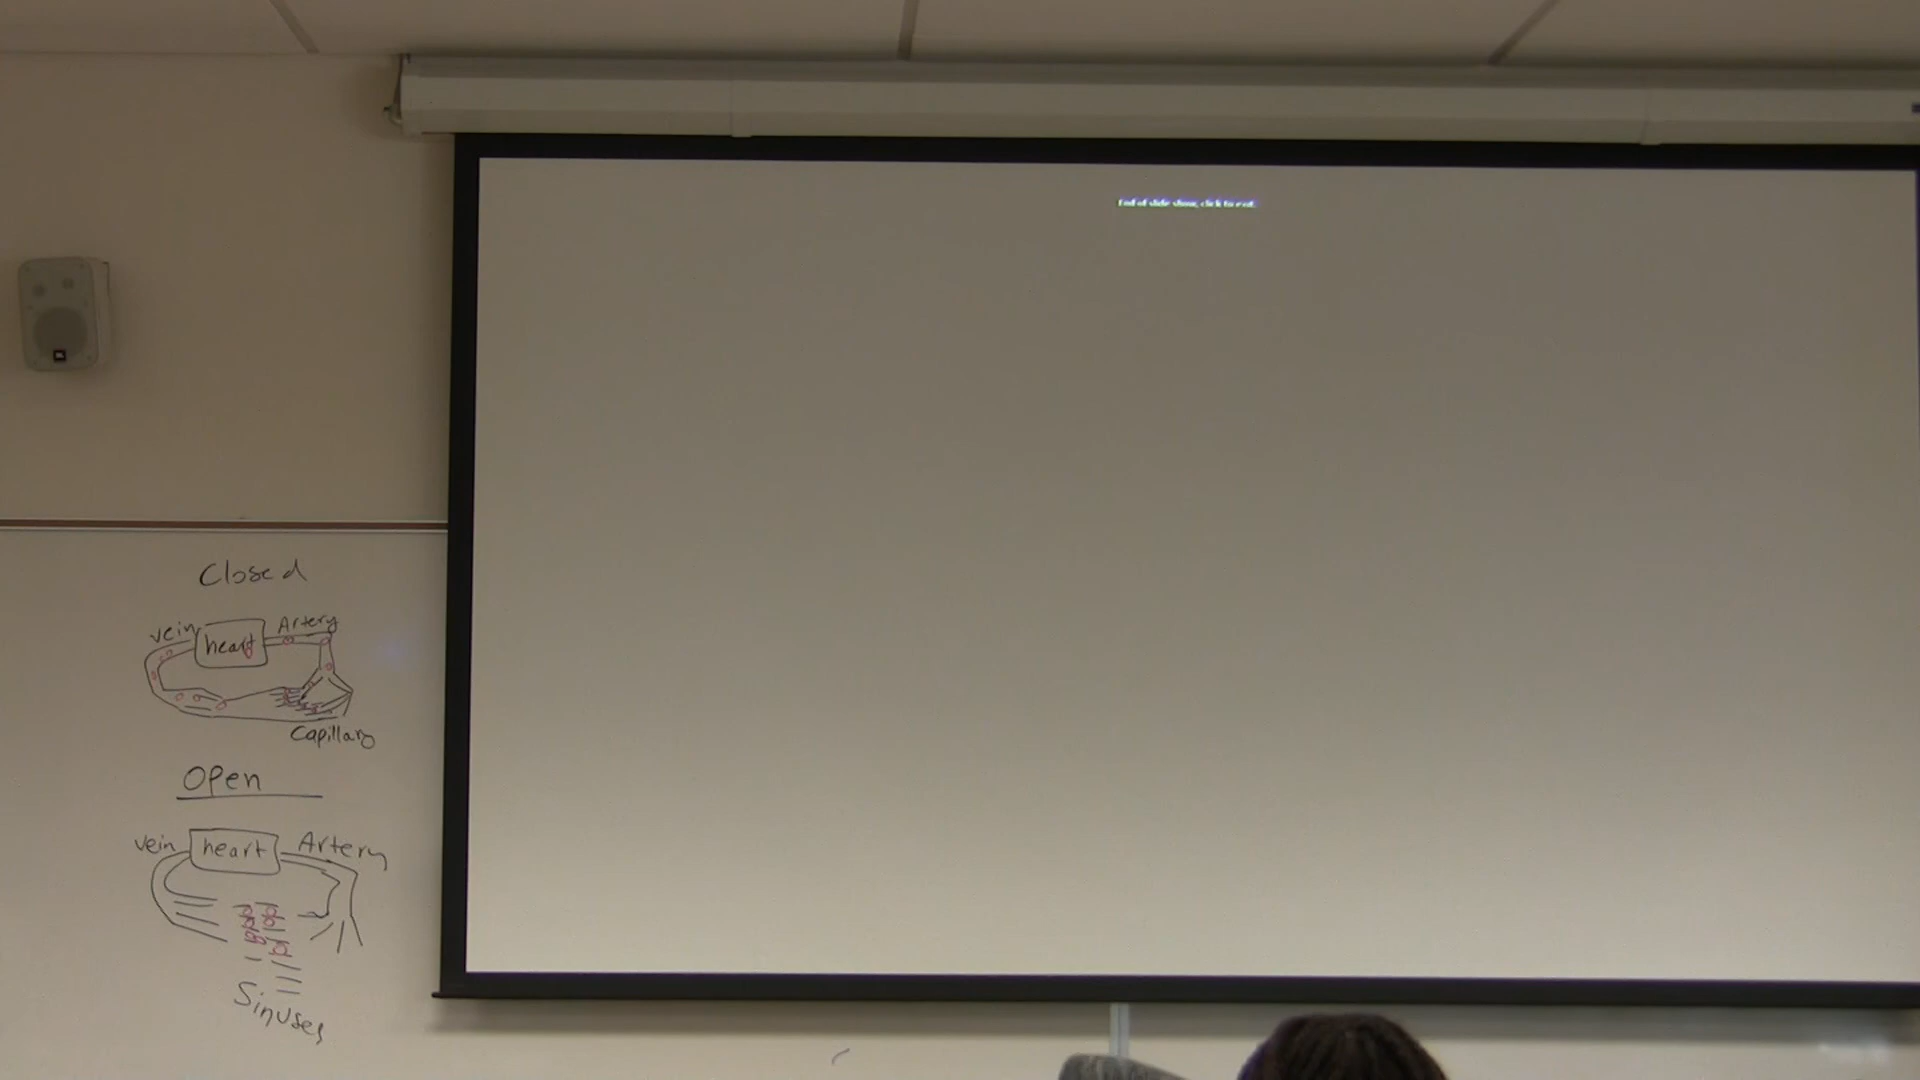 End of slide show, click to exit.
Closed
vein heart Artery
Capillary
Open
vein heart Artery
Sinuses